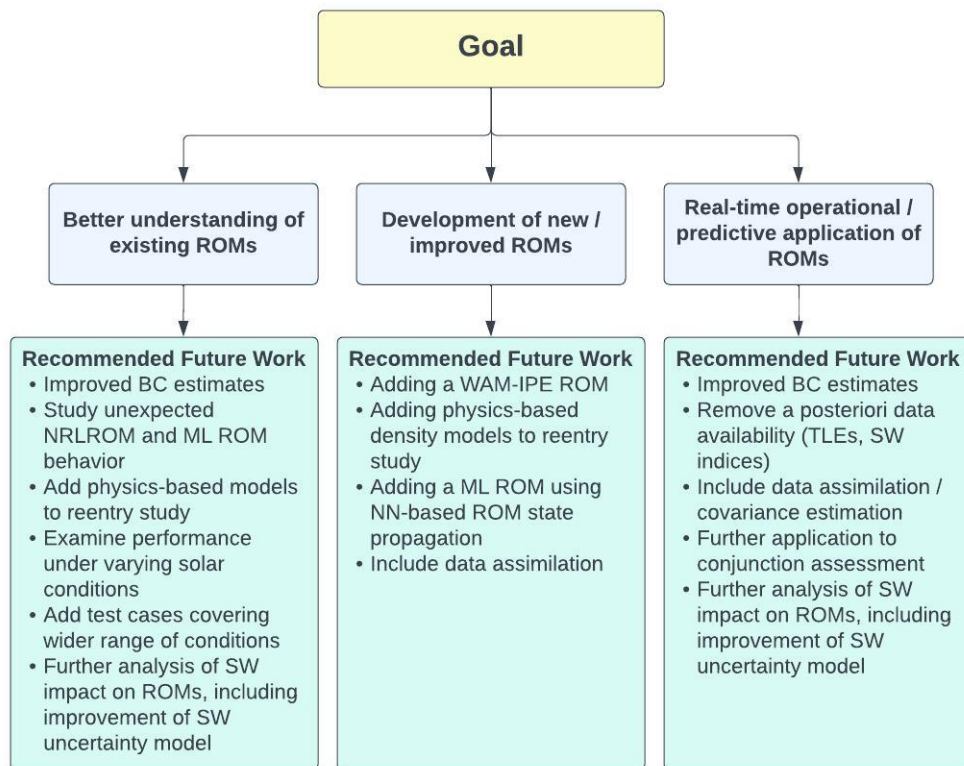 Goal
Better understanding of
existing ROMs
Development of new /
improved ROMs
Real-time operational /
predictive application of
ROMs
Recommended Future Work
• Improved BC estimates
• Study unexpected
NRLROM and ML ROM
behavior
• Add physics-based models
to reentry study
• Examine performance
under varying solar
conditions
• Add test cases covering
wider range of conditions
• Further analysis of SW
impact on ROMs, including
improvement of SW
uncertainty model
Recommended Future Work
• Adding a WAM-IPE ROM
• Adding physics-based
density models to reentry
study
• Adding a ML ROM using
NN-based ROM state
propagation
• Include data assimilation
Recommended Future Work
• Improved BC estimates
• Remove a posteriori data
availability (TLEs, SW
indices)
• Include data assimilation /
covariance estimation
• Further application to
conjunction assessment
• Further analysis of SW
impact on ROMs, including
improvement of SW
uncertainty model